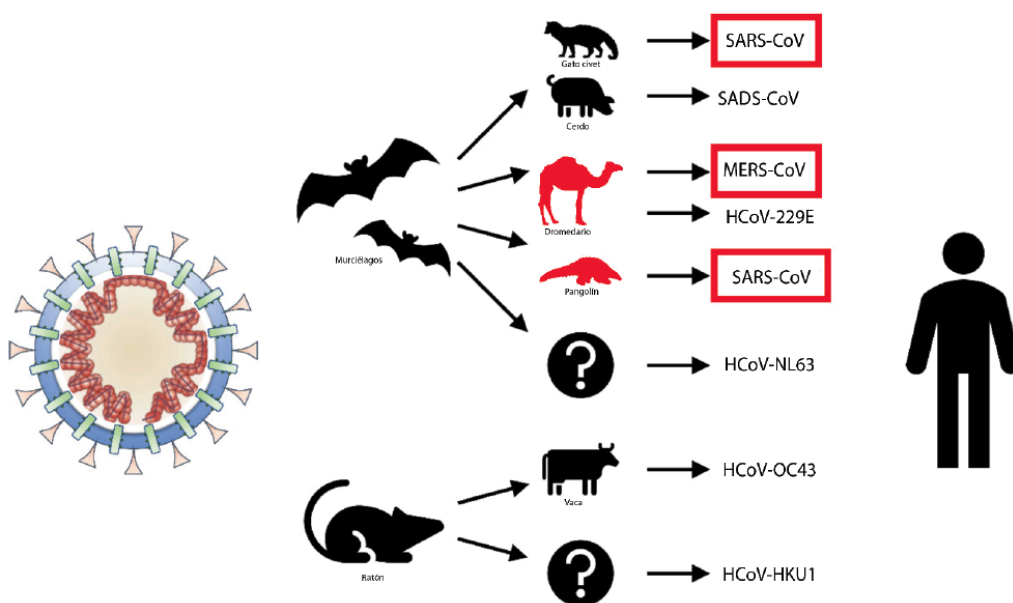 SARS-CoV
Gato civet
SADS-CoV
Cerdo
MERS-CoV
HCoV-229E
Dromedario
Murciélagos
SARS-CoV
Pangolín
HCoV-NL63
HCoV-OC43
Vaca
HCoV-HKU1
Ratón